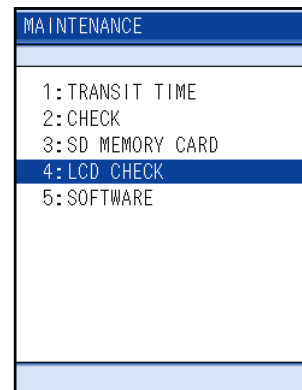 MAINTENANCE
1:TRANSIT TIME
2:CHECK
3:SD MEMORY CARD
4:LCD CHECK
5:SOFTWARE